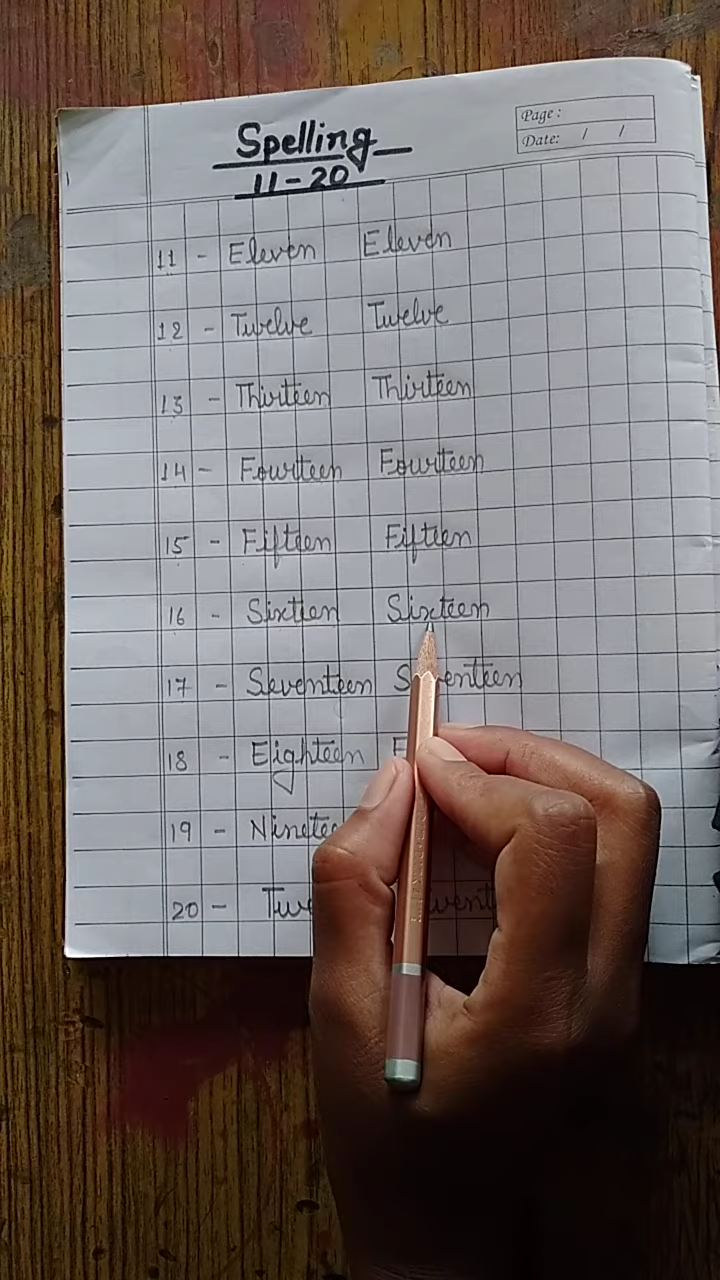 Spelling
11-20
Page :
Date: / /
11 - Eleven Eleven
12 - Twelve Twelve
13 - Thirteen Thirteen
14 - Fourteen Fourteen
15 - Fifteen Fifteen
16 - Sixteen Sixteen
17 - Seventeen Seventeen
18 - Eighteen
19 -
20 -